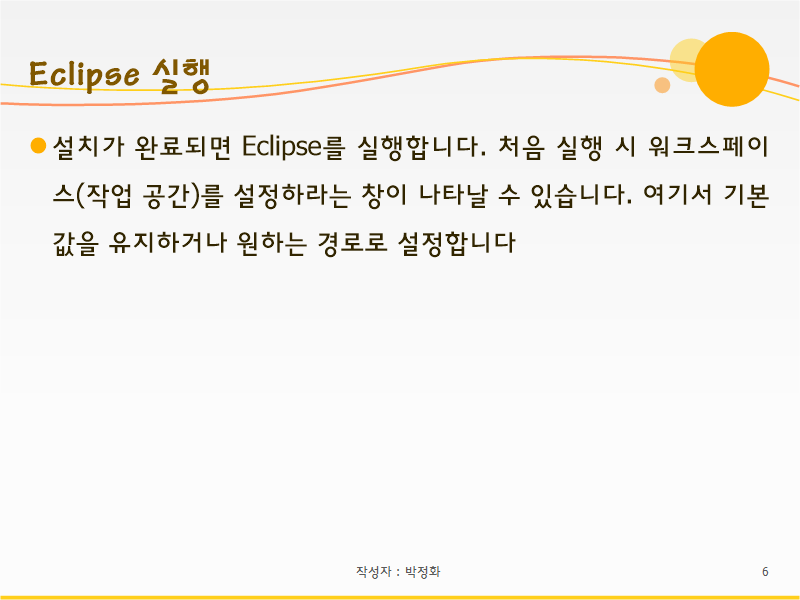 Eclipse 실행
설치가 완료되면 Eclipse를 실행합니다. 처음 실행 시 워크스페이
스(작업 공간)를 설정하라는 창이 나타날 수 있습니다. 여기서 기본
값을 유지하거나 원하는 경로로 설정합니다
작성자 : 박정화
6